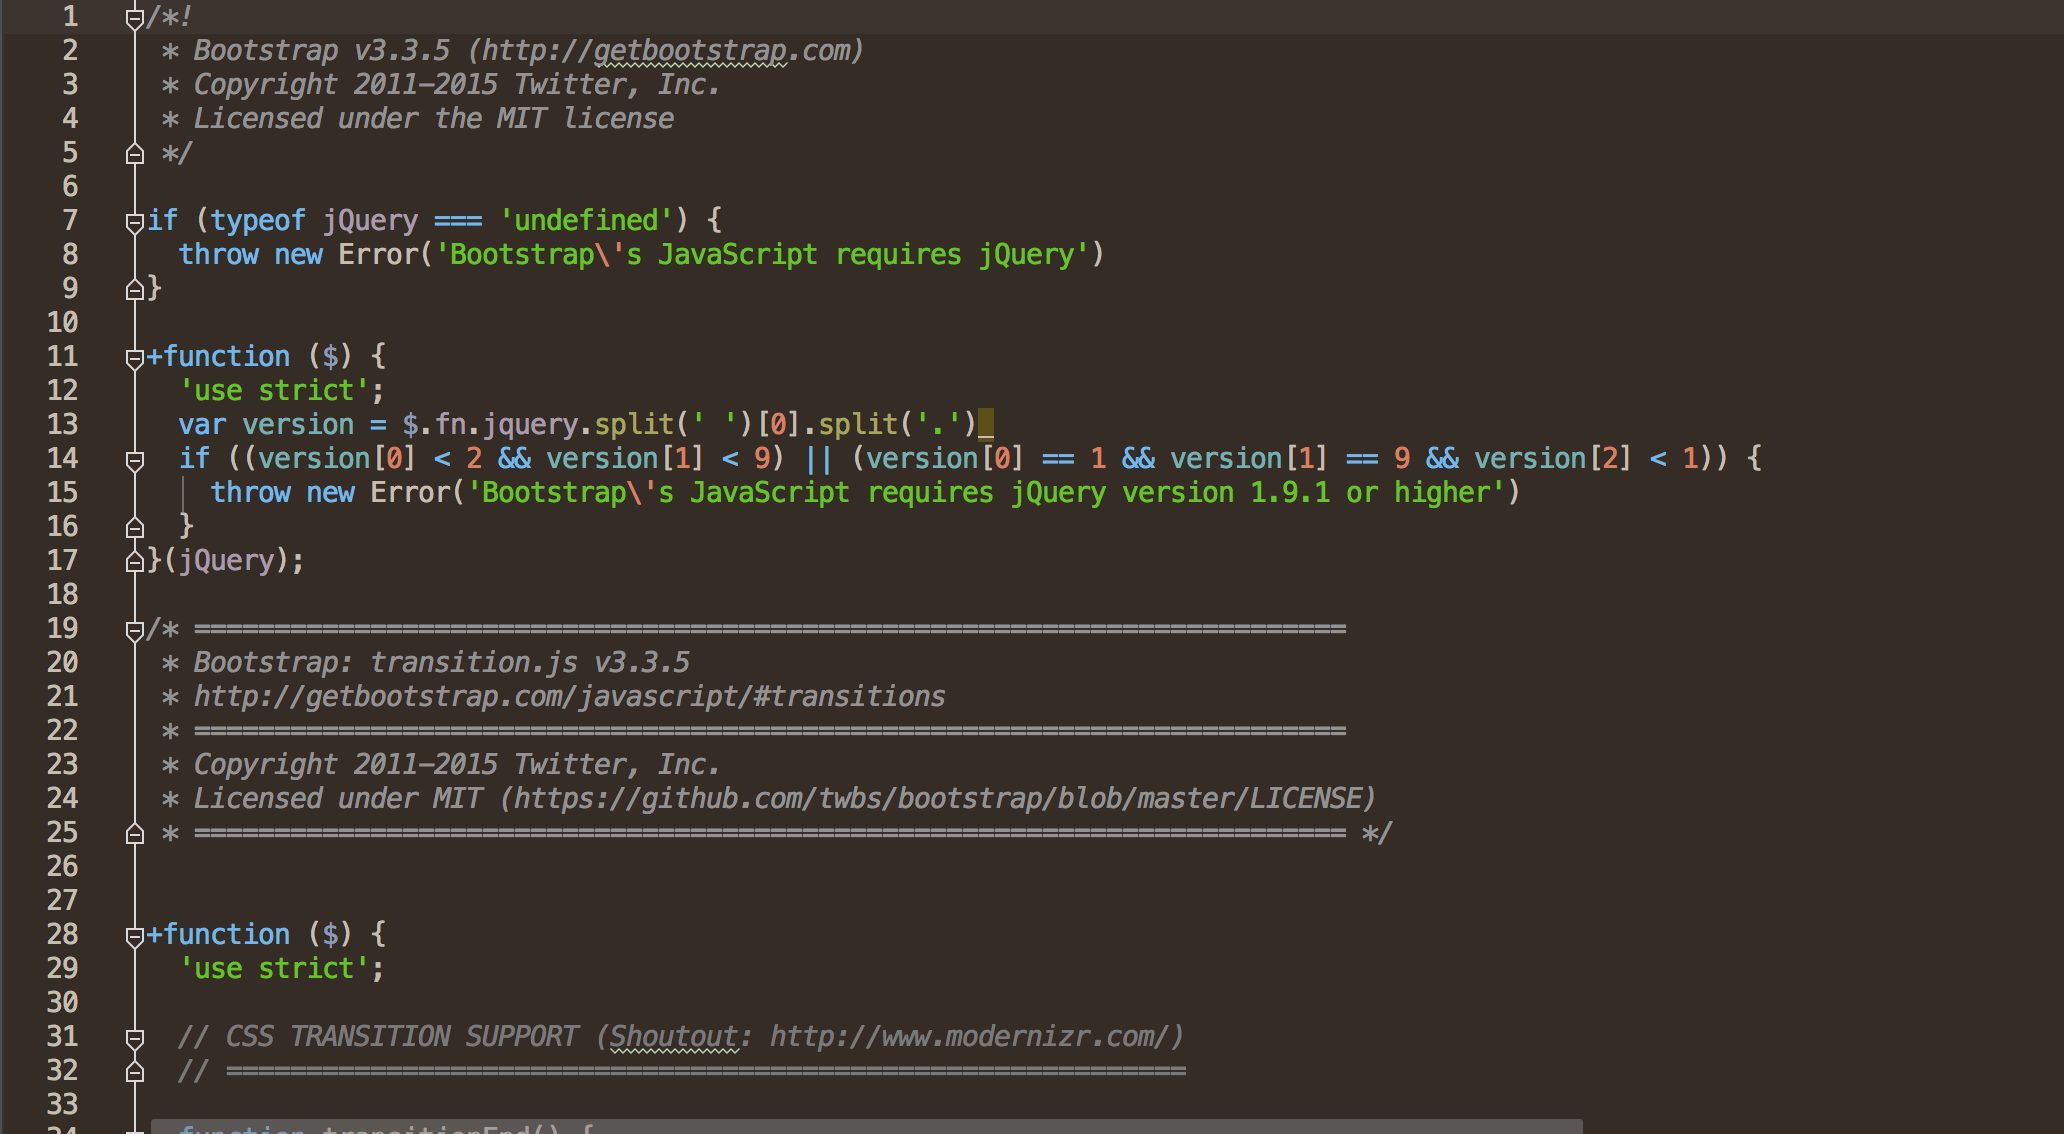 1 /*!
2  * Bootstrap v3.3.5 (http://getbootstrap.com)
3  * Copyright 2011-2015 Twitter, Inc.
4  * Licensed under the MIT license
5  */
6
7 if (typeof jQuery === 'undefined') {
8   throw new Error('Bootstrap\'s JavaScript requires jQuery')
9 }
10
11 +function ($) {
12   'use strict';
13   var version = $.fn.jquery.split(' ')[0].split('.')
14   if ((version[0] < 2 && version[1] < 9) || (version[0] == 1 && version[1] == 9 && version[2] < 1)) {
15     throw new Error('Bootstrap\'s JavaScript requires jQuery version 1.9.1 or higher')
16   }
17 }(jQuery);
18
19 /* ========================================================================
20  * Bootstrap: transition.js v3.3.5
21  * http://getbootstrap.com/javascript/#transitions
22  * ========================================================================
23  * Copyright 2011-2015 Twitter, Inc.
24  * Licensed under MIT (https://github.com/twbs/bootstrap/blob/master/LICENSE)
25  * ======================================================================== */
26
27
28 +function ($) {
29   'use strict';
30
31   // CSS TRANSITION SUPPORT (Shoutout: http://www.modernizr.com/)
32   // ============================================================
33
34   function transitionEnd() {